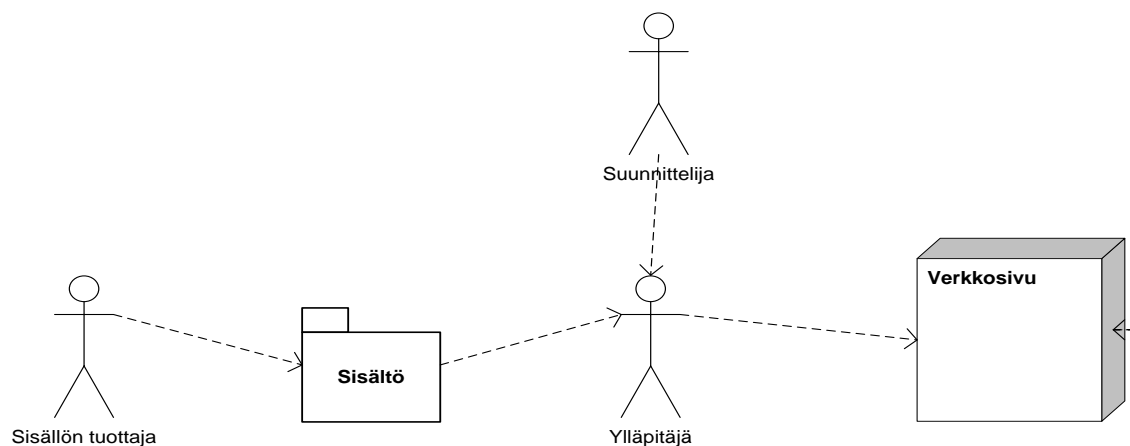 Suunnittelija
Verkkosivu
Sisältö
Sisällön tuottaja
Ylläpitäjä